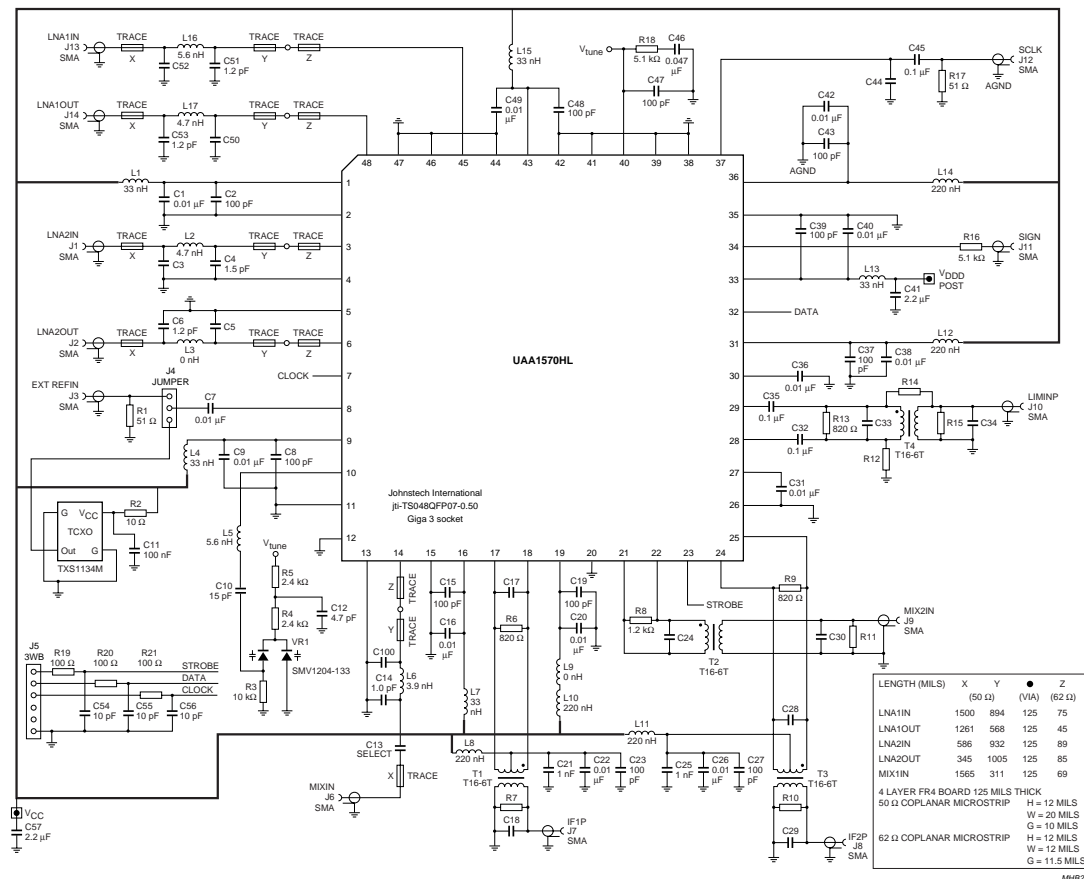 LNA1IN
J13
SMA
TRACE
X
L16
5.6 nH
C52
C51
1.2 pF
TRACE
Y
TRACE
Z
LNA1OUT
J14
SMA
TRACE
X
L17
4.7 nH
C53
1.2 pF
C50
TRACE
Y
TRACE
Z
L15
33 nH
C49
0.01
µF
C48
100 pF
Vtune
R18
5.1 kΩ
C46
0.047
µF
C47
100 pF
C45
0.1 µF
C44
R17
51 Ω
SCLK
J12
SMA
AGND
C42
0.01 µF
C43
100 pF
AGND
48 47 46 45 44 43 42 41 40 39 38 37
L1
33 nH
C1
0.01 µF
C2
100 pF
1
2
3
4
5
6
7
8
9
10
11
12
LNA2IN
J1
SMA
TRACE
X
L2
4.7 nH
C3
C4
1.5 pF
TRACE
Y
TRACE
Z
C6
1.2 pF
C5
LNA2OUT
J2
SMA
TRACE
X
L3
0 nH
TRACE
Y
TRACE
Z
CLOCK
EXT REFIN
J3
SMA
J4
JUMPER
R1
51 Ω
C7
0.01 µF
L4
33 nH
C9
0.01 µF
C8
100 pF
G VCC
TCXO
Out G
TXS1134M
R2
10 Ω
C11
100 nF
L5
5.6 nH
C10
15 pF
Vtune
R5
2.4 kΩ
R4
2.4 kΩ
C12
4.7 pF
VR1
SMV1204-133
R3
10 kΩ
J5
3WB
R19
100 Ω
R20
100 Ω
R21
100 Ω
STROBE
DATA
CLOCK
C54
10 pF
C55
10 pF
C56
10 pF
VCC
C57
2.2 µF
UAA1570HL
Johnstech International
jti-TS048QFP07-0.50
Giga 3 socket
36
35
34
33
32
31
30
29
28
27
26
25
L14
220 nH
C39
100 pF
C40
0.01 µF
R16
5.1 kΩ
SIGN
J11
SMA
L13
33 nH
VDDD
POST
C41
2.2 µF
DATA
L12
220 nH
C37
100
pF
C38
0.01 µF
C36
0.01 µF
C35
0.1 µF
R14
R13
820 Ω
C33
T4
T16-6T
R15
C34
LIMINP
J10
SMA
C32
0.1 µF
R12
C31
0.01 µF
13 14 15 16 17 18 19 20 21 22 23 24
Z
TRACE
Y
TRACE
C100
C14
1.0 pF
L6
3.9 nH
C13
SELECT
X
TRACE
MIXIN
J6
SMA
C15
100 pF
C16
0.01
µF
L7
33
nH
C17
R6
820 Ω
C19
100 pF
C20
0.01
µF
L9
0 nH
L10
220 nH
L8
220 nH
T1
T16-6T
R7
C18
IF1P
J7
SMA
C21
1 nF
C22
0.01
µF
C23
100
pF
L11
220 nH
C25
1 nF
C26
0.01
µF
C27
100
pF
STROBE
R8
1.2 kΩ
C24
T2
T16-6T
R9
820 Ω
C30
R11
MIX2IN
J9
SMA
C28
T3
T16-6T
R10
C29
IF2P
J8
SMA
LENGTH (MILS) X Y ● Z
(50 Ω) (VIA) (62 Ω)
LNA1IN 1500 894 125 75
LNA1OUT 1261 568 125 45
LNA2IN 586 932 125 89
LNA2OUT 345 1005 125 85
MIX1IN 1565 311 125 69
4 LAYER FR4 BOARD 125 MILS THICK
50 Ω COPLANAR MICROSTRIP H = 12 MILS
W = 20 MILS
G = 10 MILS
62 Ω COPLANAR MICROSTRIP H = 12 MILS
W = 12 MILS
G = 11.5 MILS